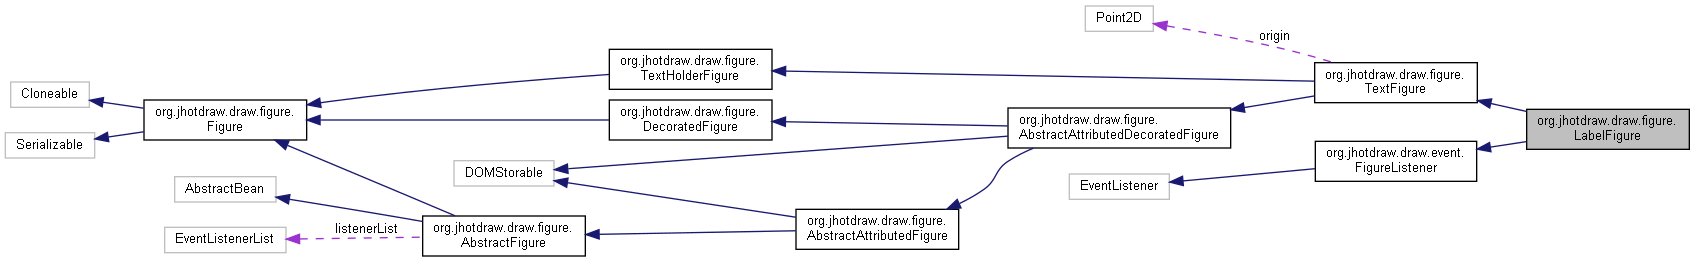 Point2D
origin
org.jhotdraw.draw.figure.
TextHolderFigure
org.jhotdraw.draw.figure.
TextFigure
Cloneable
org.jhotdraw.draw.figure.
Figure
org.jhotdraw.draw.figure.
DecoratedFigure
org.jhotdraw.draw.figure.
AbstractAttributedDecoratedFigure
org.jhotdraw.draw.figure.
LabelFigure
Serializable
DOMStorable
org.jhotdraw.draw.event.
FigureListener
EventListener
AbstractBean
listenerList
EventListenerList
org.jhotdraw.draw.figure.
AbstractFigure
org.jhotdraw.draw.figure.
AbstractAttributedFigure